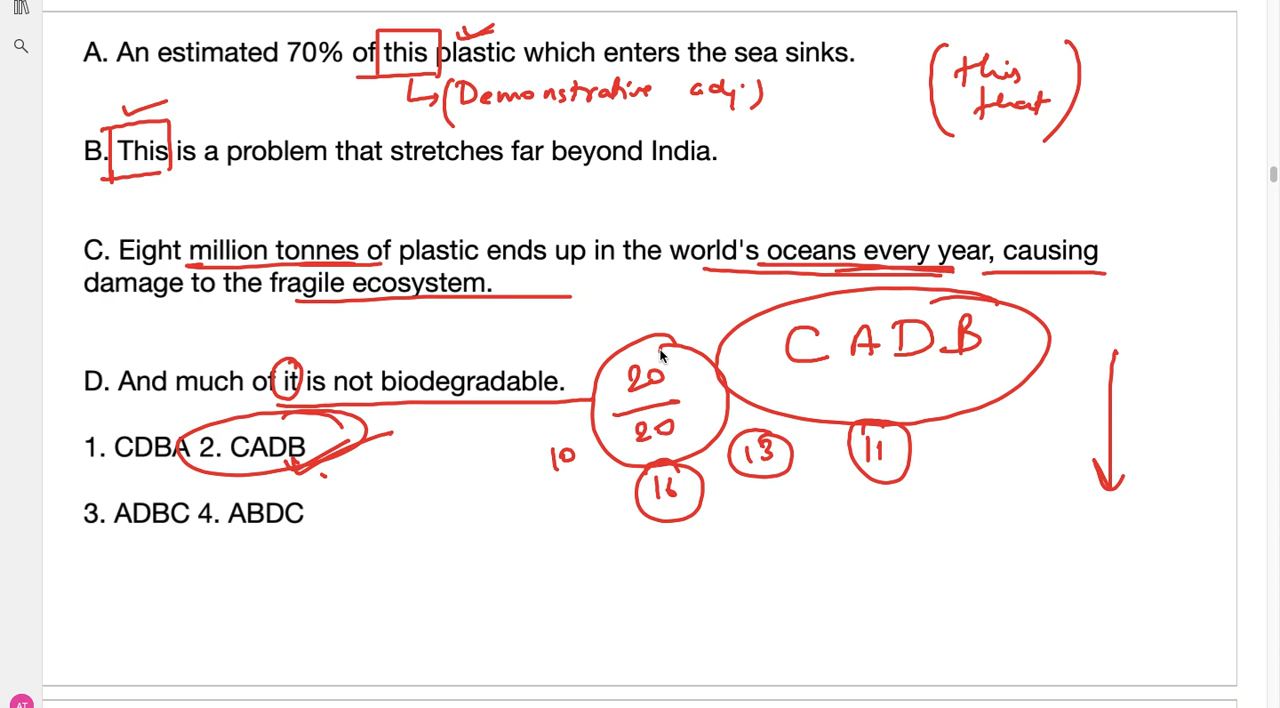 A. An estimated 70% of this plastic which enters the sea sinks.
(this
that)
↳(Demonstrative adj.)
B. This is a problem that stretches far beyond India.
C. Eight million tonnes of plastic ends up in the world's oceans every year, causing
damage to the fragile ecosystem.
CADB
20
20
D. And much of it is not biodegradable.
1. CDBA 2. CADB
10
13
11
16
3. ADBC 4. ABDC
AT